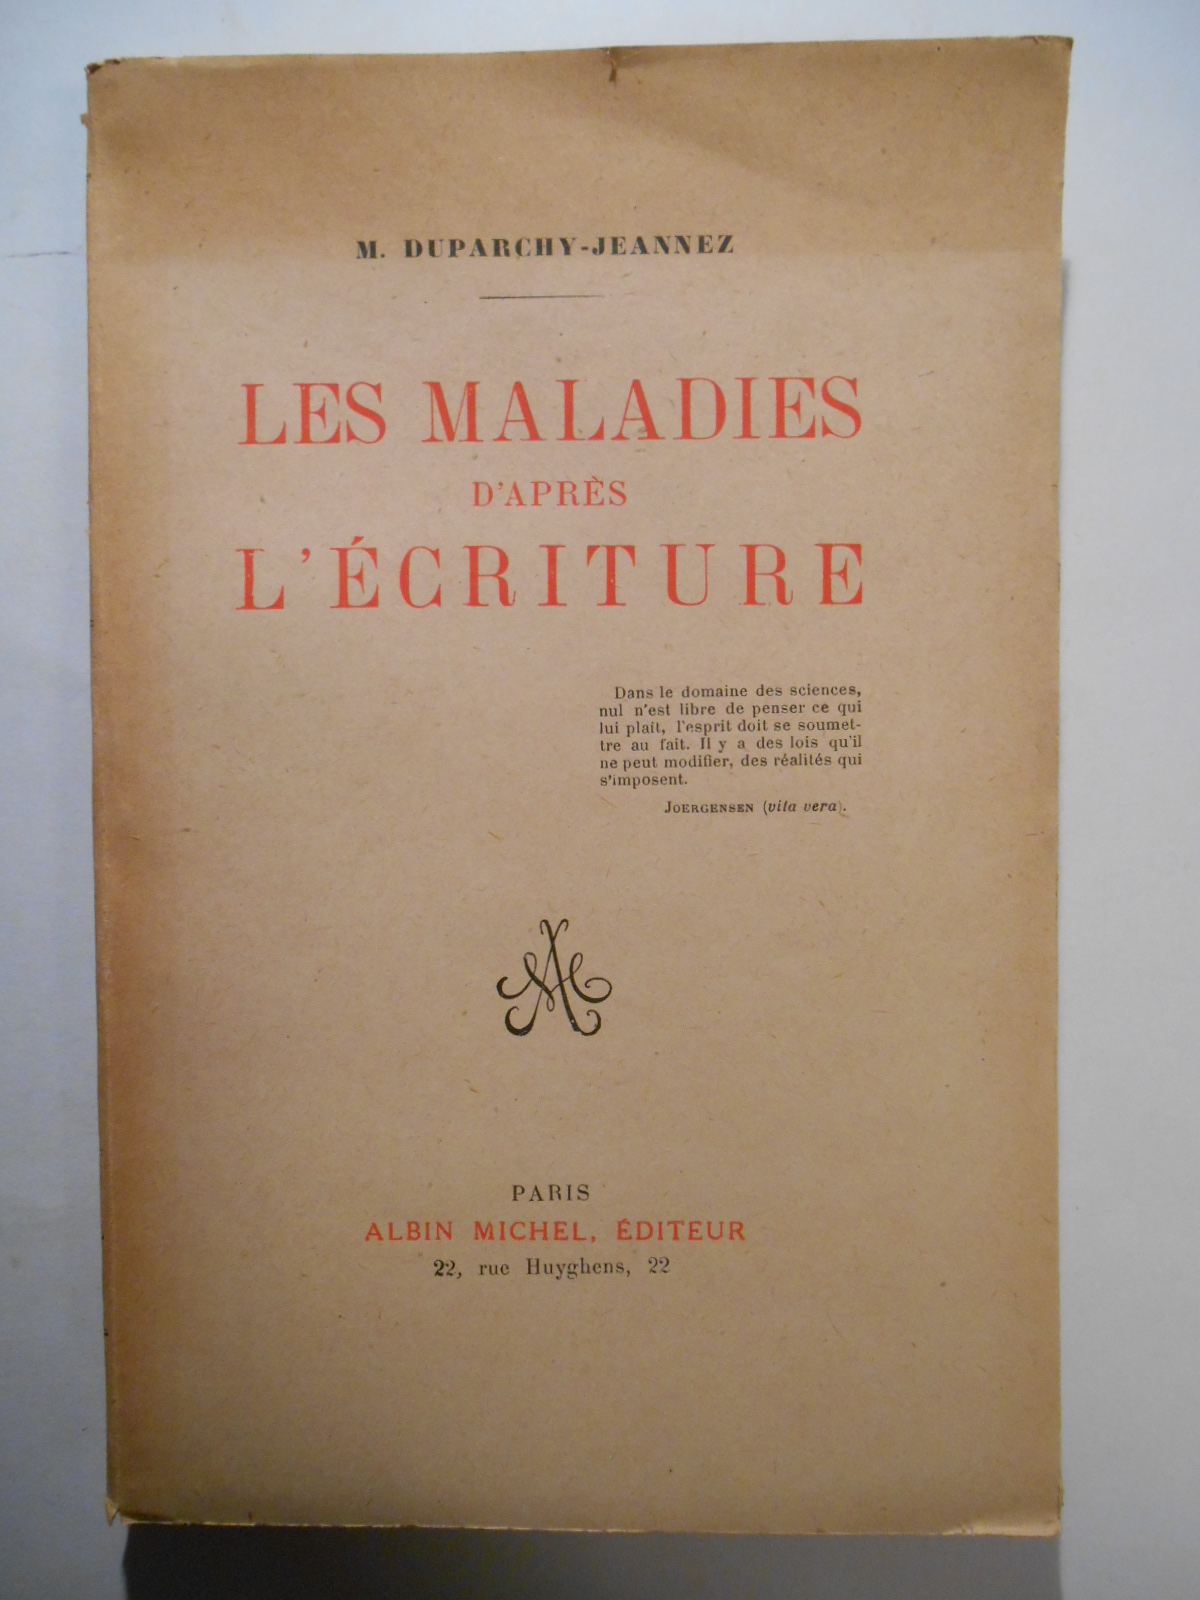 M. DUPARCHY-JEANNEZ
LES MALADIES
D'APRÈS
L'ÉCRITURE
Dans le domaine des sciences,
nul n'est libre de penser ce qui
lui plaît, l'esprit doit se soumet-
tre au fait. Il y a des lois qu'il
ne peut modifier, des réalités qui
s'imposent.
JOERGENSEN (vita vera).
PARIS
ALBIN MICHEL, ÉDITEUR
22, rue Huyghens, 22